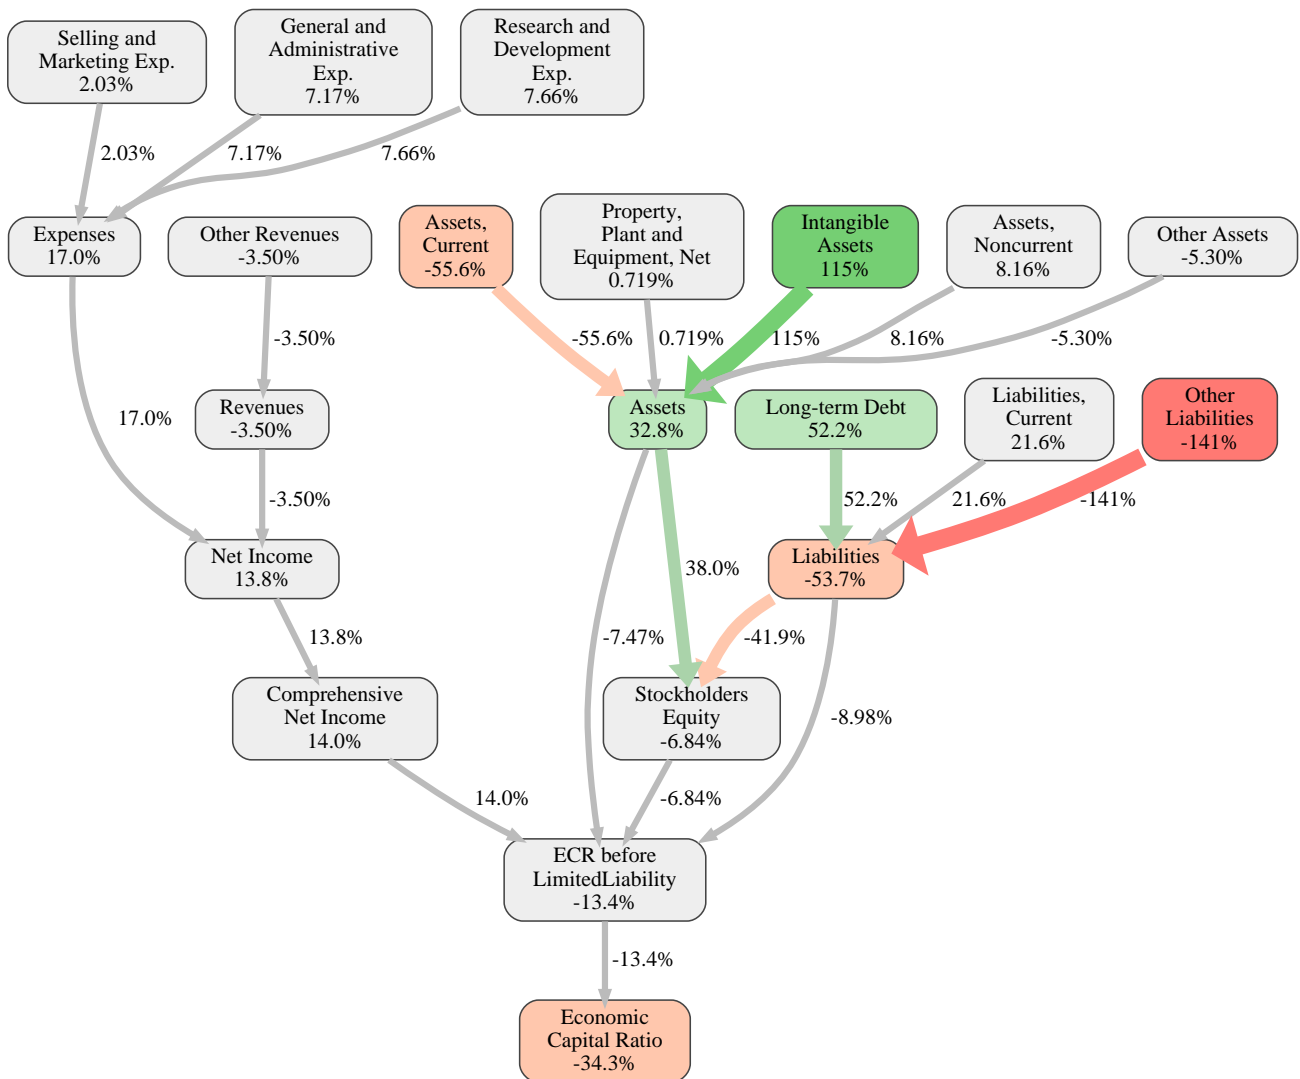 Selling and
Marketing Exp.
2.03%
General and
Administrative
Exp.
7.17%
Research and
Development
Exp.
7.66%
2.03%
7.17%
7.66%
Expenses
17.0%
Other Revenues
-3.50%
Assets,
Current
-55.6%
Property,
Plant and
Equipment, Net
0.719%
Intangible
Assets
115%
Assets,
Noncurrent
8.16%
Other Assets
-5.30%
-3.50%
-55.6%
0.719%
115%
8.16%
-5.30%
17.0%
Revenues
-3.50%
Assets
32.8%
Long-term Debt
52.2%
Liabilities,
Current
21.6%
Other
Liabilities
-141%
-3.50%
52.2%
21.6%
-141%
Net Income
13.8%
38.0%
Liabilities
-53.7%
13.8%
-7.47%
-41.9%
Comprehensive
Net Income
14.0%
Stockholders
Equity
-6.84%
-8.98%
14.0%
-6.84%
ECR before
LimitedLiability
-13.4%
-13.4%
Economic
Capital Ratio
-34.3%